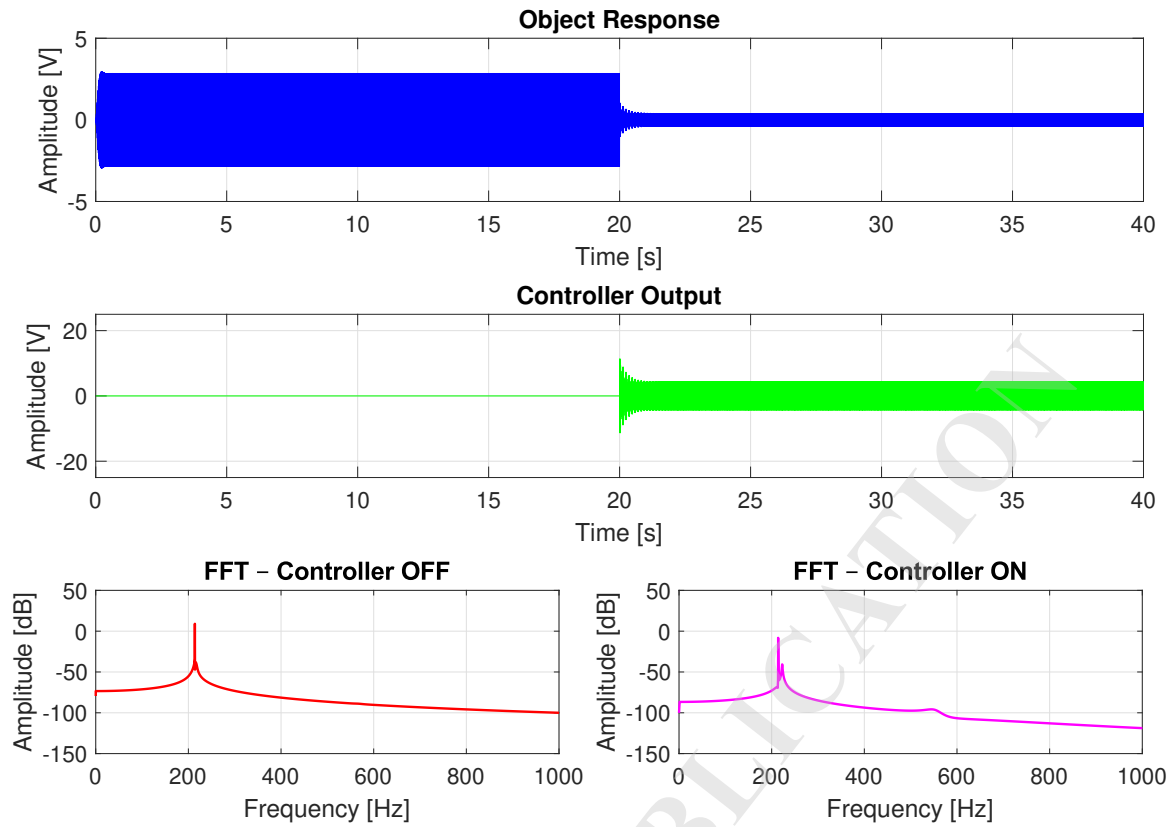 Object Response
Amplitude [V]
5
0
-5
0 5 10 15 20 25 30 35 40
Time [s]
Controller Output
Amplitude [V]
20
0
-20
0 5 10 15 20 25 30 35 40
Time [s]
FFT – Controller OFF
Amplitude [dB]
50
0
-50
-100
-150
0 200 400 600 800 1000
Frequency [Hz]
FFT – Controller ON
Amplitude [dB]
50
0
-50
-100
-150
0 200 400 600 800 1000
Frequency [Hz]
BLICATION